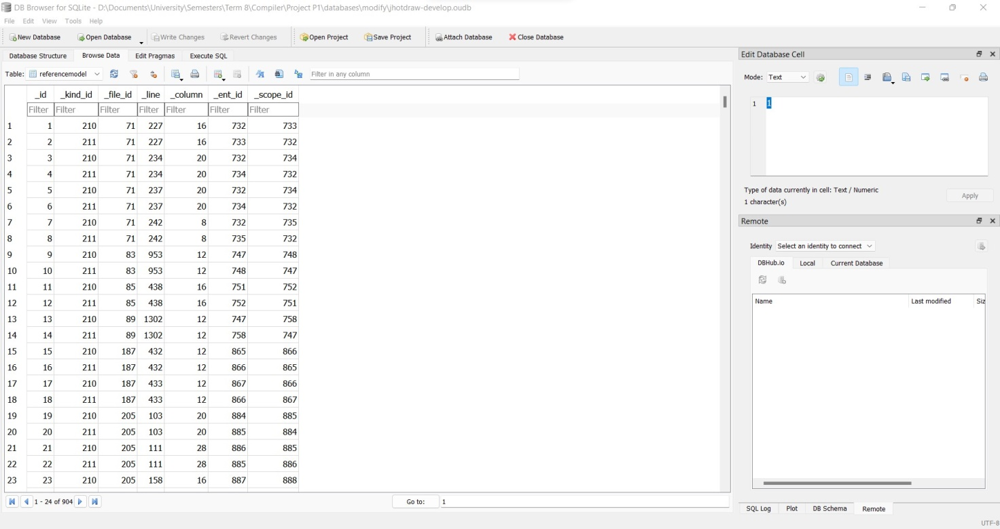 DB Browser for SQLite - D:\Documents\University\Semesters\Term 8\Compiler\Project P1\databases\modify\jhotdraw-develop.oudb
File Edit View Tools Help
New Database Open Database Write Changes Revert Changes Open Project Save Project Attach Database Close Database
Database Structure Browse Data Edit Pragmas Execute SQL
Table: referencemodel Filter in any column
_id _kind_id _file_id _line _column _ent_id _scope_id
Filter Filter Filter Filter Filter Filter Filter
1 1 210 71 227 16 732 733
2 2 211 71 227 16 733 732
3 3 210 71 234 20 732 734
4 4 211 71 234 20 734 732
5 5 210 71 237 20 732 734
6 6 211 71 237 20 734 732
7 7 210 71 242 8 732 735
8 8 211 71 242 8 735 732
9 9 210 83 953 12 747 748
10 10 211 83 953 12 748 747
11 11 210 85 438 16 751 752
12 12 211 85 438 16 752 751
13 13 210 89 1302 12 747 758
14 14 211 89 1302 12 758 747
15 15 210 187 432 12 865 866
16 16 211 187 432 12 866 865
17 17 210 187 433 12 867 866
18 18 211 187 433 12 866 867
19 19 210 205 103 20 884 885
20 20 211 205 103 20 885 884
21 21 210 205 111 28 886 885
22 22 211 205 111 28 885 886
23 23 210 205 158 16 887 888
1 - 24 of 904 Go to: 1
Edit Database Cell
Mode: Text
1 1
Type of data currently in cell: Text / Numeric
1 character(s)
Apply
Remote
Identity Select an identity to connect
DBHub.io Local Current Database
Name Last modified Siz
SQL Log Plot DB Schema Remote
UTF-8